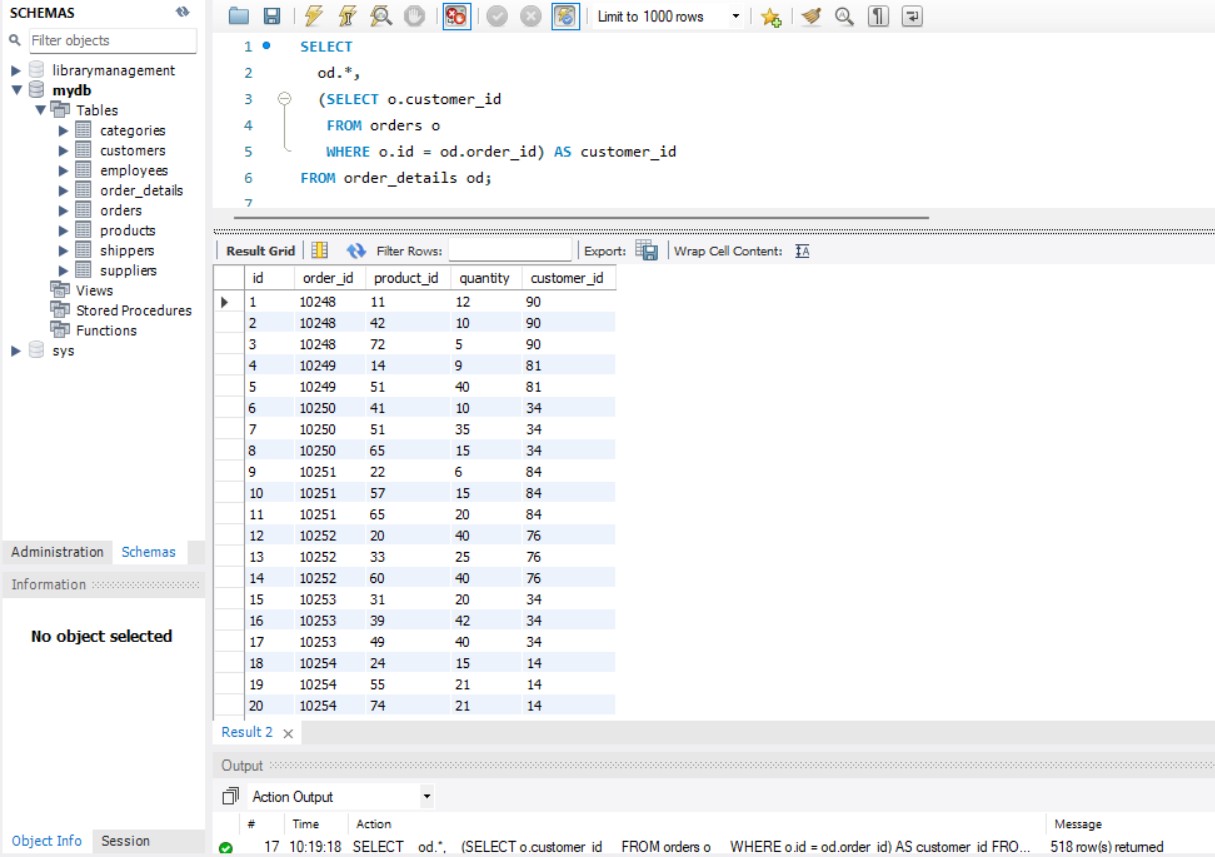 SCHEMAS
Filter objects
librarymanagement
mydb
Tables
categories
customers
employees
order_details
orders
products
shippers
suppliers
Views
Stored Procedures
Functions
sys
Administration Schemas
Information
No object selected
Object Info Session
Limit to 1000 rows
1 SELECT
2 od.*,
3 (SELECT o.customer_id
4 FROM orders o
5 WHERE o.id = od.order_id) AS customer_id
6 FROM order_details od;
7
Result Grid Filter Rows: Export: Wrap Cell Content:
id order_id product_id quantity customer_id
1 10248 11 12 90
2 10248 42 10 90
3 10248 72 5 90
4 10249 14 9 81
5 10249 51 40 81
6 10250 41 10 34
7 10250 51 35 34
8 10250 65 15 34
9 10251 22 6 84
10 10251 57 15 84
11 10251 65 20 84
12 10252 20 40 76
13 10252 33 25 76
14 10252 60 40 76
15 10253 31 20 34
16 10253 39 42 34
17 10253 49 40 34
18 10254 24 15 14
19 10254 55 21 14
20 10254 74 21 14
Result 2
Output
Action Output
# Time Action Message
17 10:19:18 SELECT od.*, (SELECT o.customer_id FROM orders o WHERE o.id = od.order_id) AS customer_id FRO... 518 row(s) returned